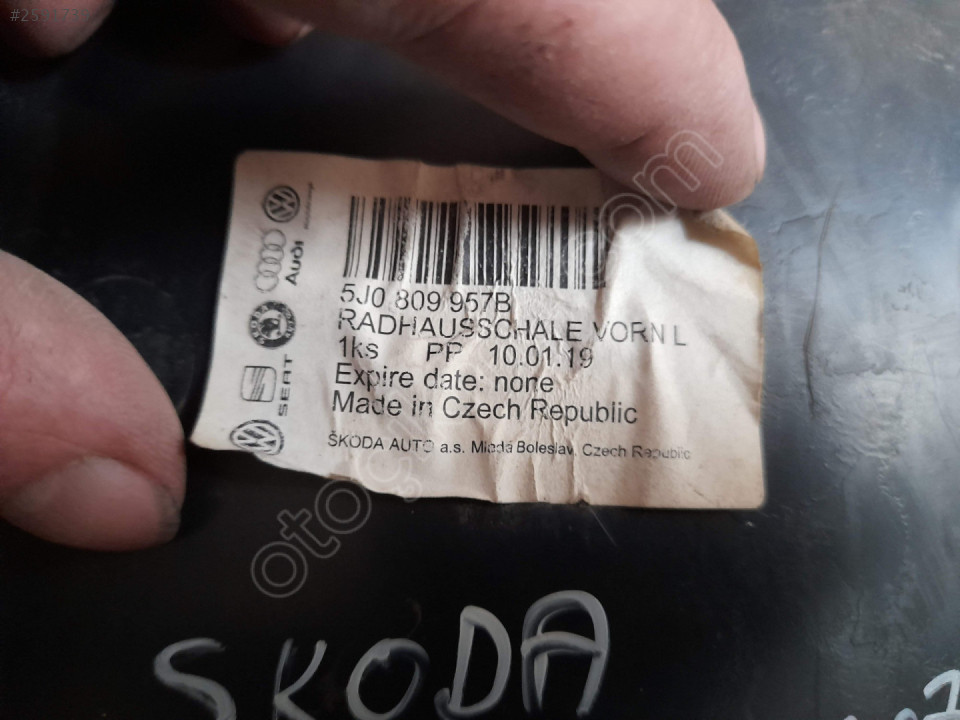 5J0 809 957B
RADHAUSSCHALE VORN L
1ks PP 10.01.19
Expire date: none
Made in Czech Republic
ŠKODA AUTO a.s. Mladá Boleslav, Czech Republic
Audi
SEAT
SKODA